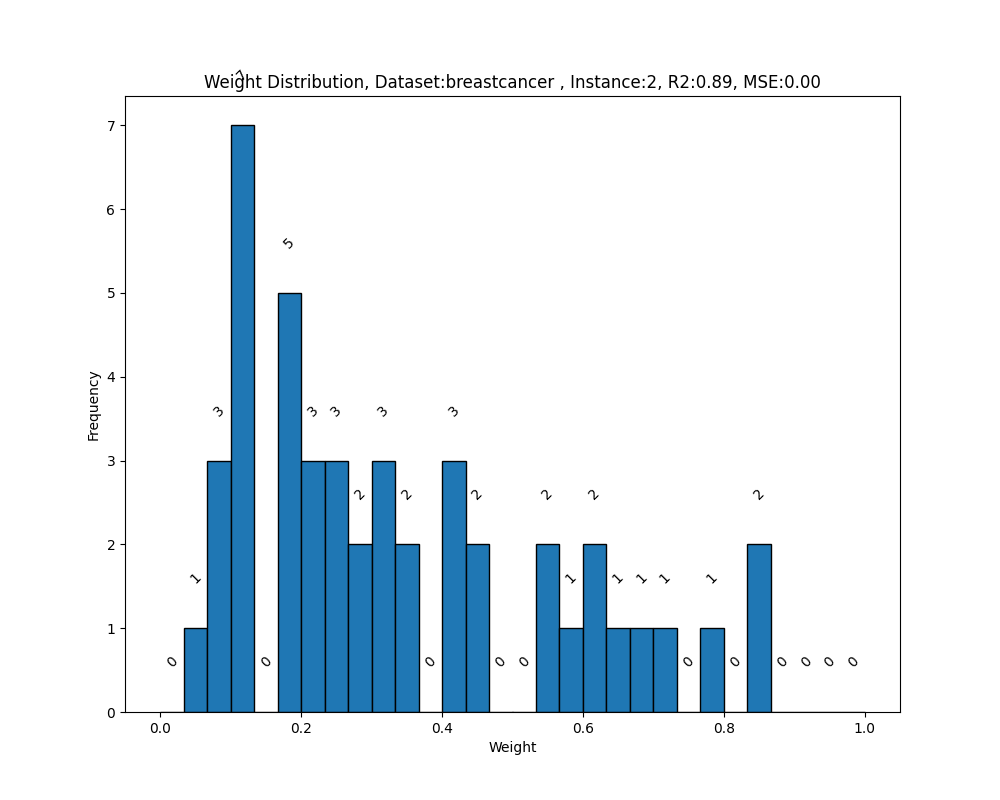 7
Weight Distribution, Dataset:breastcancer , Instance:2, R2:0.89, MSE:0.00
7
6
5
4
3
2
1
0
Frequency
0 1 3 0 5 3 3 2 3 2 0 3 2 0 0 2 1 2 1 1 1 0 1 0 2 0 0 0 0
0.0 0.2 0.4 0.6 0.8 1.0
Weight